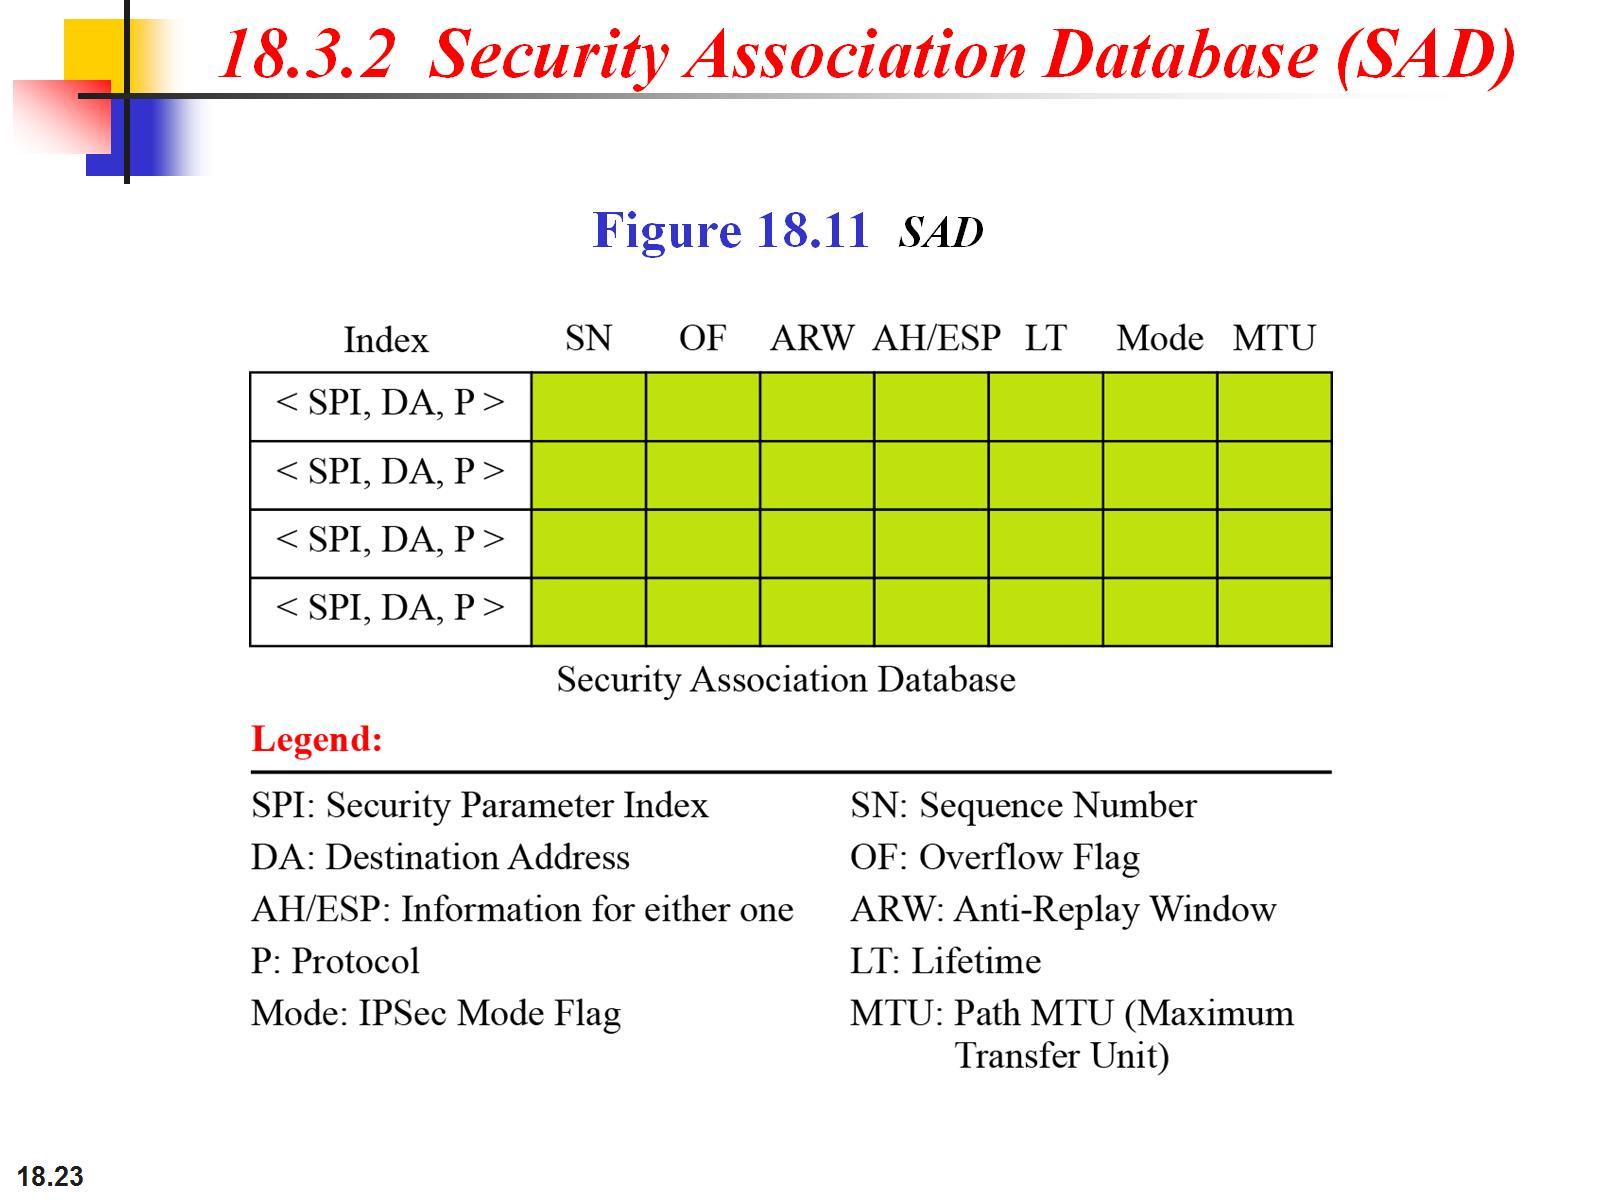 18.3.2 Security Association Database (SAD)
Figure 18.11 SAD
Index SN OF ARW AH/ESP LT Mode MTU
< SPI, DA, P >
< SPI, DA, P >
< SPI, DA, P >
< SPI, DA, P >
Security Association Database
Legend:
SPI: Security Parameter Index
DA: Destination Address
AH/ESP: Information for either one
P: Protocol
Mode: IPSec Mode Flag
SN: Sequence Number
OF: Overflow Flag
ARW: Anti-Replay Window
LT: Lifetime
MTU: Path MTU (Maximum
Transfer Unit)
18.23